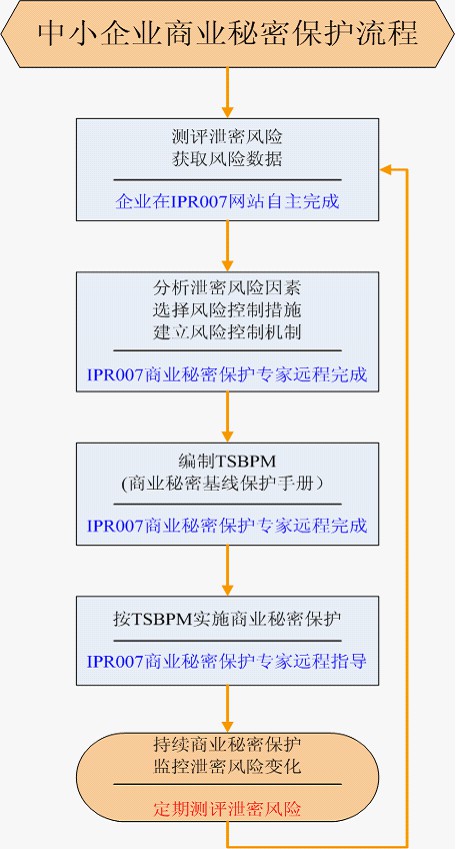 中小企业商业秘密保护流程
测评泄密风险
获取风险数据
企业在IPR007网站自主完成
分析泄密风险因素
选择风险控制措施
建立风险控制机制
IPR007商业秘密保护专家远程完成
编制TSBPM
(商业秘密基线保护手册）
IPR007商业秘密保护专家远程完成
按TSBPM实施商业秘密保护
IPR007商业秘密保护专家远程指导
持续商业秘密保护
监控泄密风险变化
定期测评泄密风险